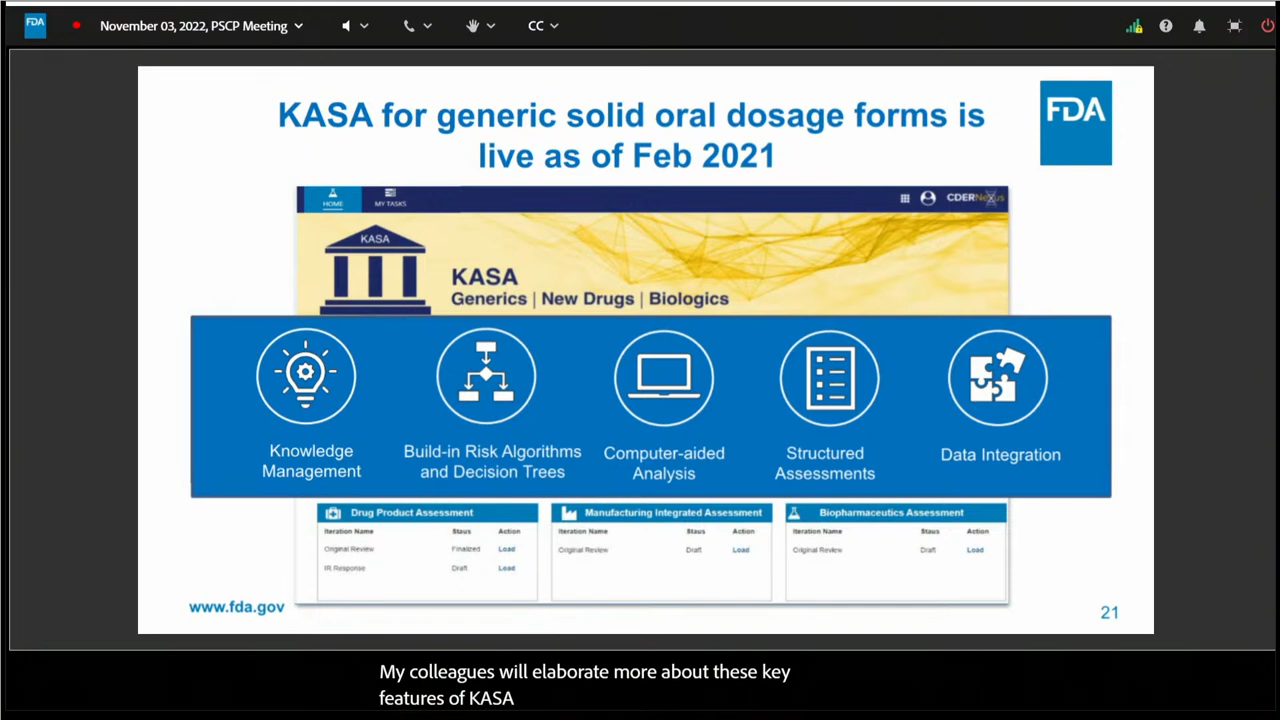 FDA
November 03, 2022, PSCP Meeting
CC
KASA for generic solid oral dosage forms is
live as of Feb 2021
FDA
HOME
MY TASKS
CDERNexus
KASA
KASA
Generics | New Drugs | Biologics
Knowledge
Management
Build-in Risk Algorithms
and Decision Trees
Computer-aided
Analysis
Structured
Assessments
Data Integration
Drug Product Assessment
Iteration Name Staus Action
Original Review Finalized Load
IR Response Draft Load
Manufacturing Integrated Assessment
Iteration Name Staus Action
Original Review Draft Load
Biopharmaceutics Assessment
Iteration Name Staus Action
Original Review Draft Load
www.fda.gov
21
My colleagues will elaborate more about these key
features of KASA